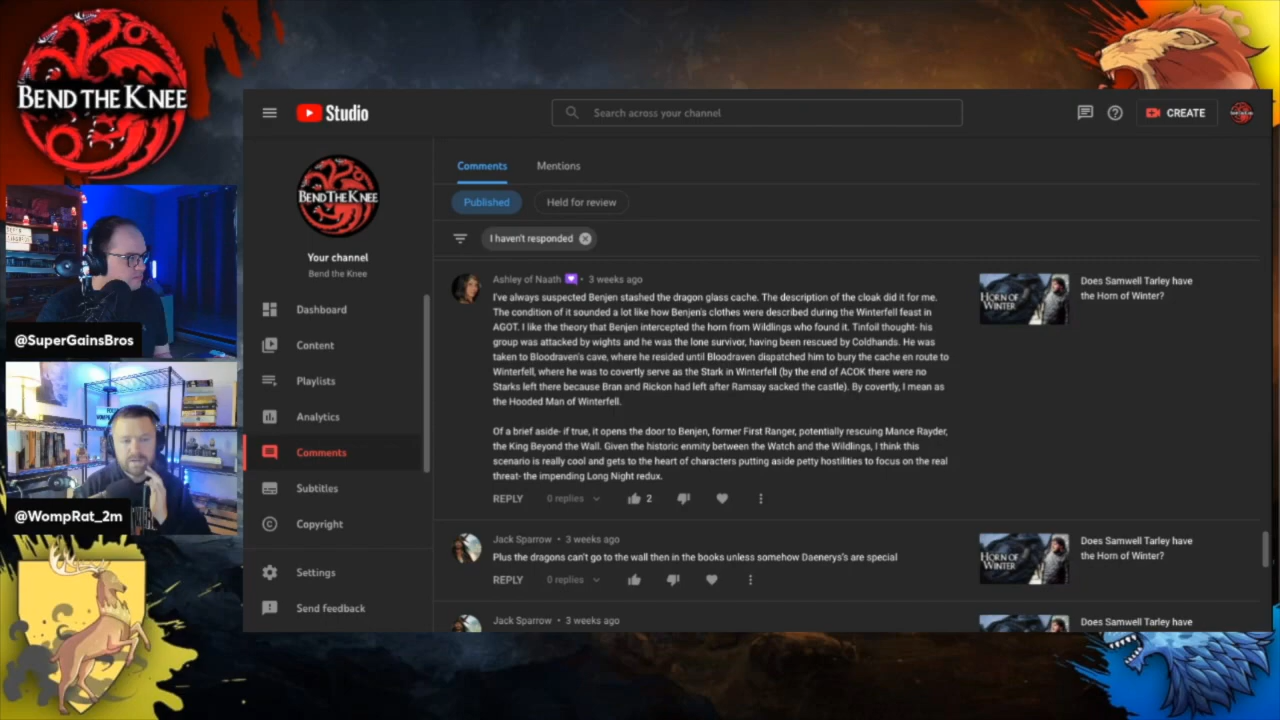 BEND THE KNEE
@SuperGainsBros
@WompRat_2m
Studio
Search across your channel
CREATE
BEND THE KNEE
Your channel
Bend the Knee
Dashboard
Content
Playlists
Analytics
Comments
Subtitles
Copyright
Settings
Send feedback
Comments
Mentions
Published
Held for review
I haven't responded
Ashley of Naath • 3 weeks ago
I've always suspected Benjen stashed the dragon glass cache. The description of the cloak did it for me.
The condition of it sounded a lot like how Benjen's clothes were described during the Winterfell feast in
AGOT. I like the theory that Benjen intercepted the horn from Wildlings who found it. Tinfoil thought- his
group was attacked by wights and he was the lone survivor, having been rescued by Coldhands. He was
taken to Bloodraven's cave, where he resided until Bloodraven dispatched him to bury the cache en route to
Winterfell, where he was to covertly serve as the Stark in Winterfell (by the end of ACOK there were no
Starks left there because Bran and Rickon had left after Ramsay sacked the castle). By covertly, I mean as
the Hooded Man of Winterfell.
Of a brief aside- if true, it opens the door to Benjen, former First Ranger, potentially rescuing Mance Rayder,
the King Beyond the Wall. Given the historic enmity between the Watch and the Wildlings, I think this
scenario is really cool and gets to the heart of characters putting aside petty hostilities to focus on the real
threat- the impending Long Night redux.
REPLY 0 replies 2
HORN OF
WINTER
Does Samwell Tarley have
the Horn of Winter?
Jack Sparrow • 3 weeks ago
Plus the dragons can't go to the wall then in the books unless somehow Daenerys's are special
REPLY 0 replies
HORN OF
WINTER
Does Samwell Tarley have
the Horn of Winter?
Jack Sparrow • 3 weeks ago
Does Samwell Tarley have